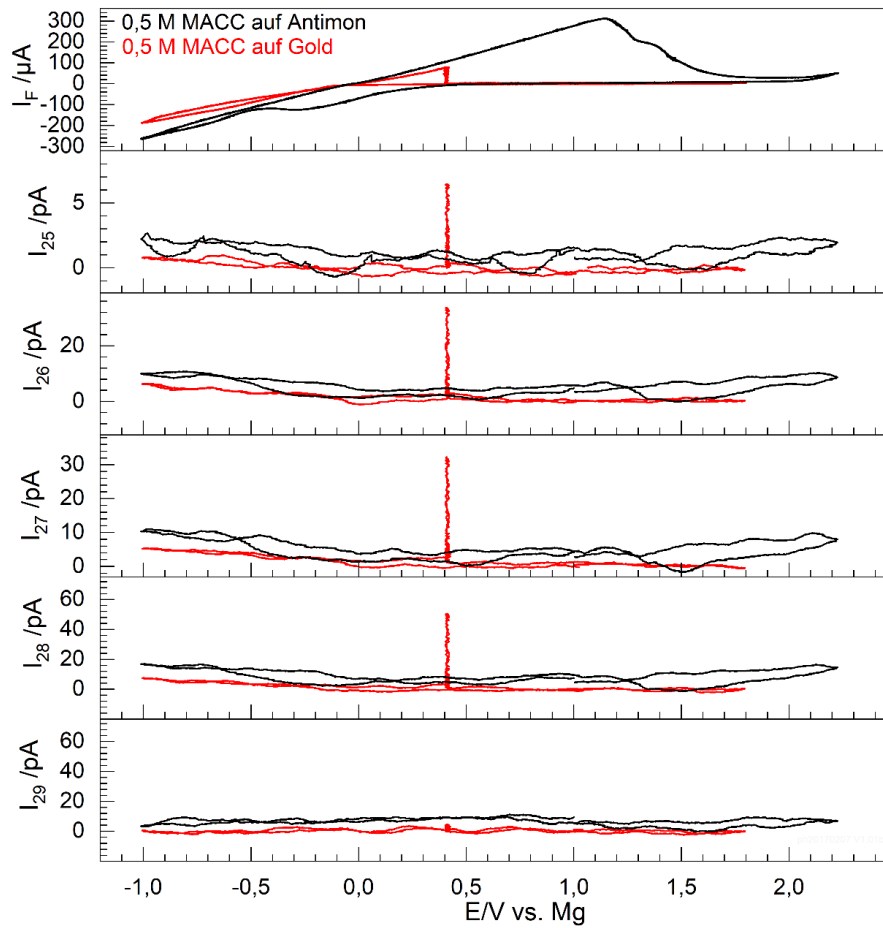 0,5 M MACC auf Antimon
0,5 M MACC auf Gold
I_F /µA
300
200
100
0
-100
-200
-300
I_25 /pA
5
0
I_26 /pA
20
0
I_27 /pA
30
20
10
0
I_28 /pA
60
40
20
0
I_29 /pA
60
40
20
0
-1,0 -0,5 0,0 0,5 1,0 1,5 2,0
E/V vs. Mg